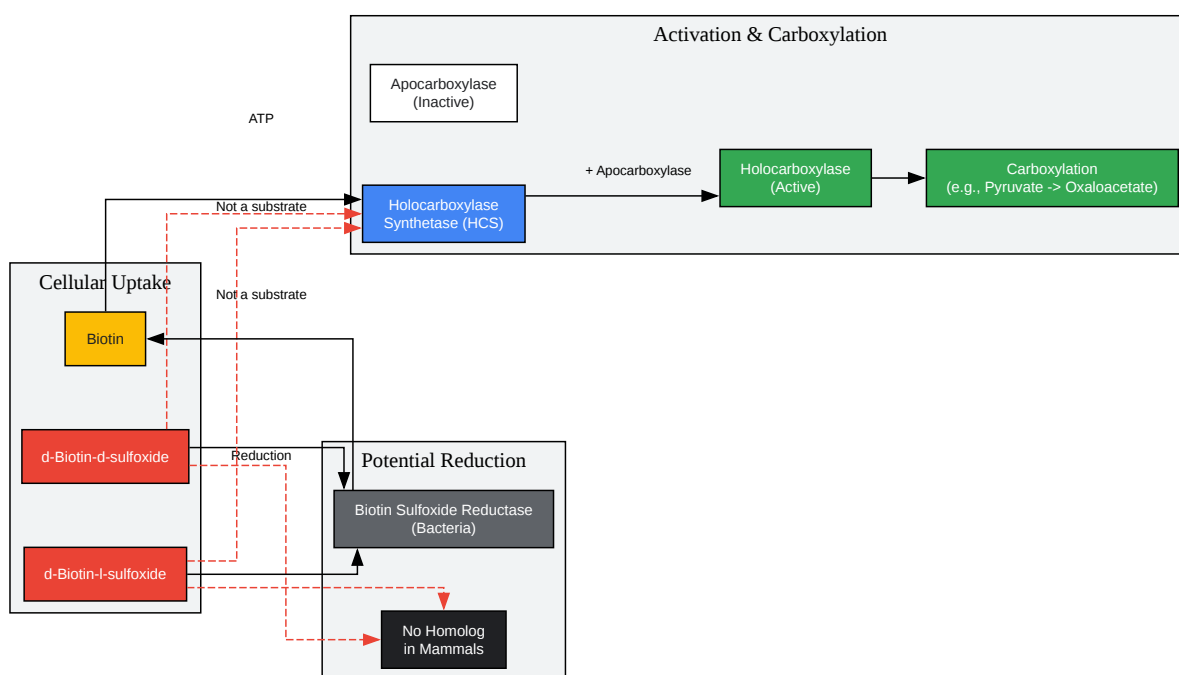 Activation & Carboxylation
Apocarboxylase
(Inactive)
ATP
+ Apocarboxylase
Holocarboxylase
(Active)
Carboxylation
(e.g., Pyruvate -> Oxaloacetate)
Not a substrate
Holocarboxylase
Synthetase (HCS)
Cellular Uptake
Not a substrate
Biotin
d-Biotin-d-sulfoxide
Reduction
Potential Reduction
Biotin Sulfoxide Reductase
(Bacteria)
d-Biotin-l-sulfoxide
No Homolog
in Mammals